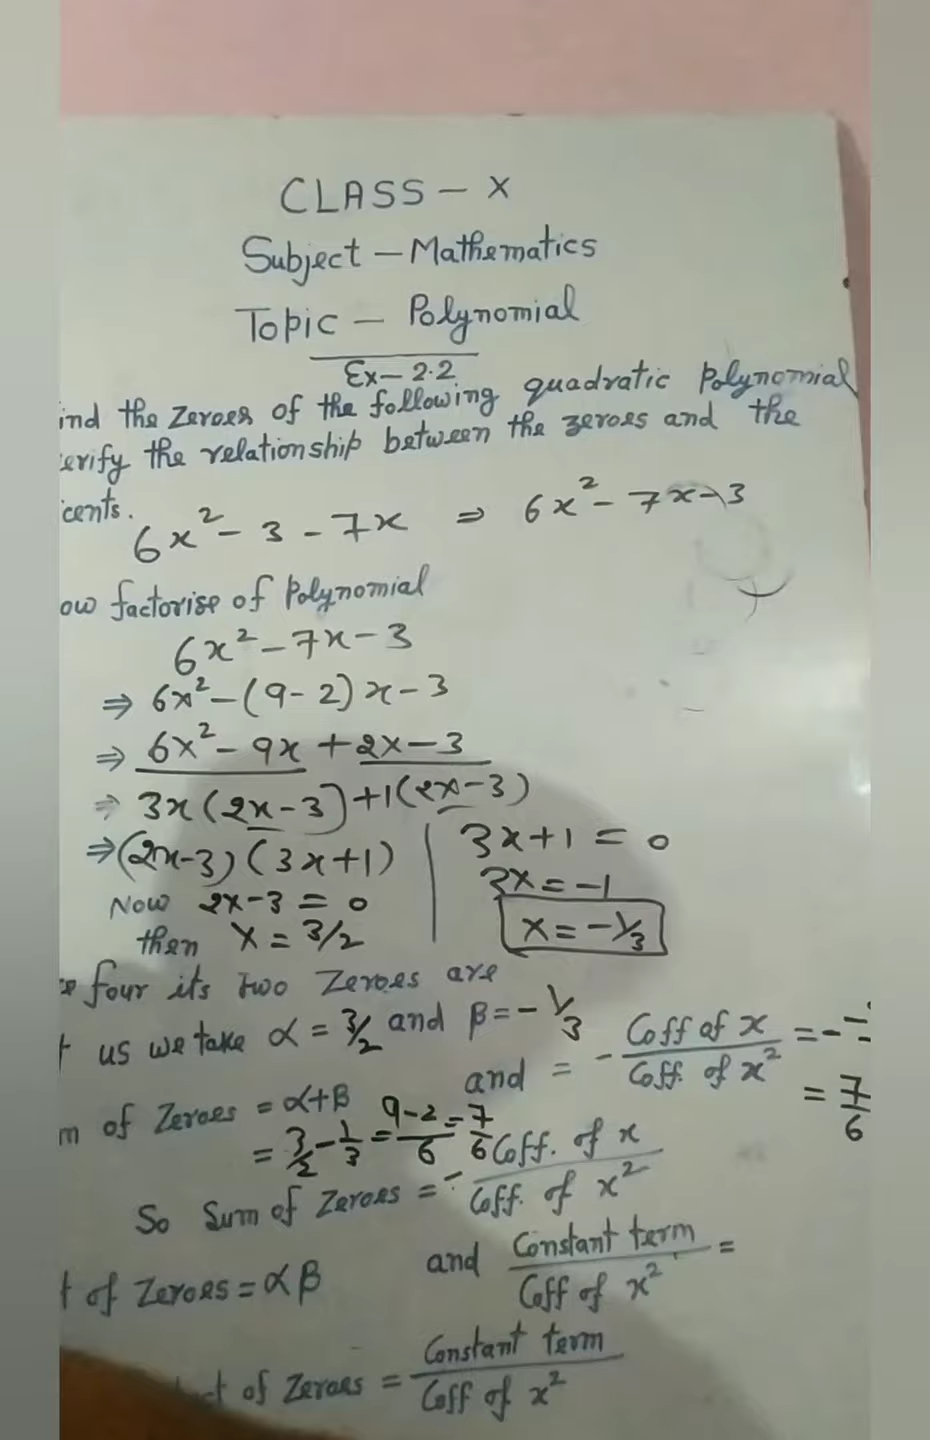 CLASS - X
Subject - Mathematics
Topic - Polynomial
Ex- 2.2
ind the Zeroes of the following quadratic Polynomial
erify the relationship between the zeroes and the
cents.
6x² - 3 - 7x ⇒ 6x² - 7x - 3
ow factorise of Polynomial
6x² - 7x - 3
⇒ 6x² - (9 - 2) x - 3
⇒ 6x² - 9x + 2x - 3
⇒ 3x (2x - 3) + 1 (2x - 3)
⇒ (2x - 3) (3x + 1)
Now 2x - 3 = 0
then x = 3/2
3x + 1 = 0
3x = -1
x = -1/3
four its two Zeroes are
us we take α = 3/2 and β = - 1/3
m of Zeroes = α+β and = - Coff of x / Coff. of x² = - -
= 3/2 - 1/3 = 9-2/6 = 7/6
= 7/6
So Sum of Zeroes = - Coff. of x / Coff. of x²
t of Zeroes = αβ and Constant term / Coff of x² =
ct of Zeroes = Constant term / Coff of x²